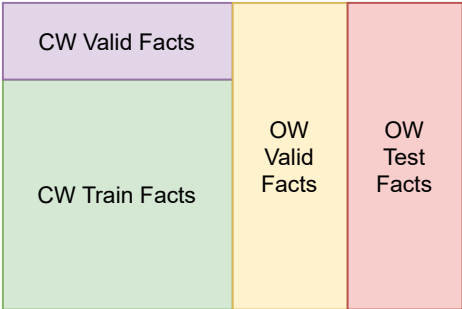 CW Valid Facts
CW Train Facts
OW
Valid
Facts
OW
Test
Facts